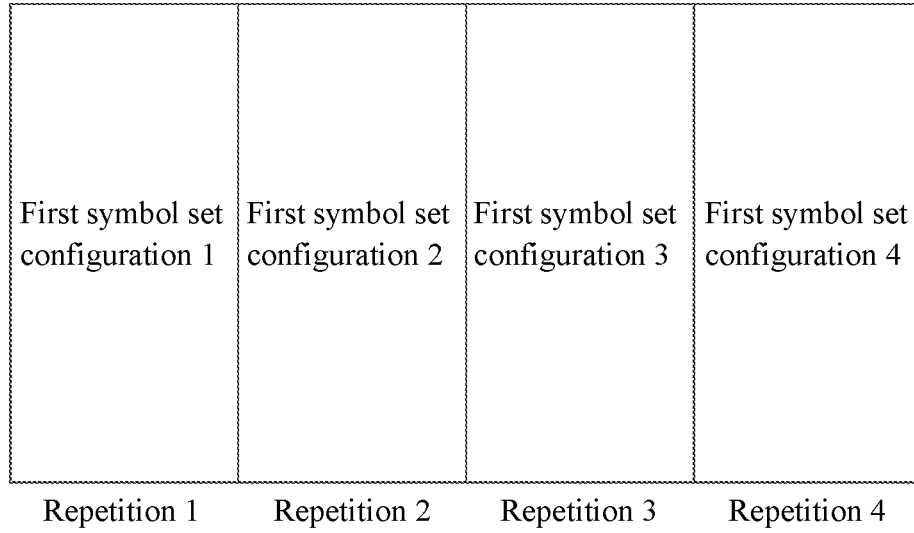 First symbol set
configuration 1
First symbol set
configuration 2
First symbol set
configuration 3
First symbol set
configuration 4
Repetition 1
Repetition 2
Repetition 3
Repetition 4